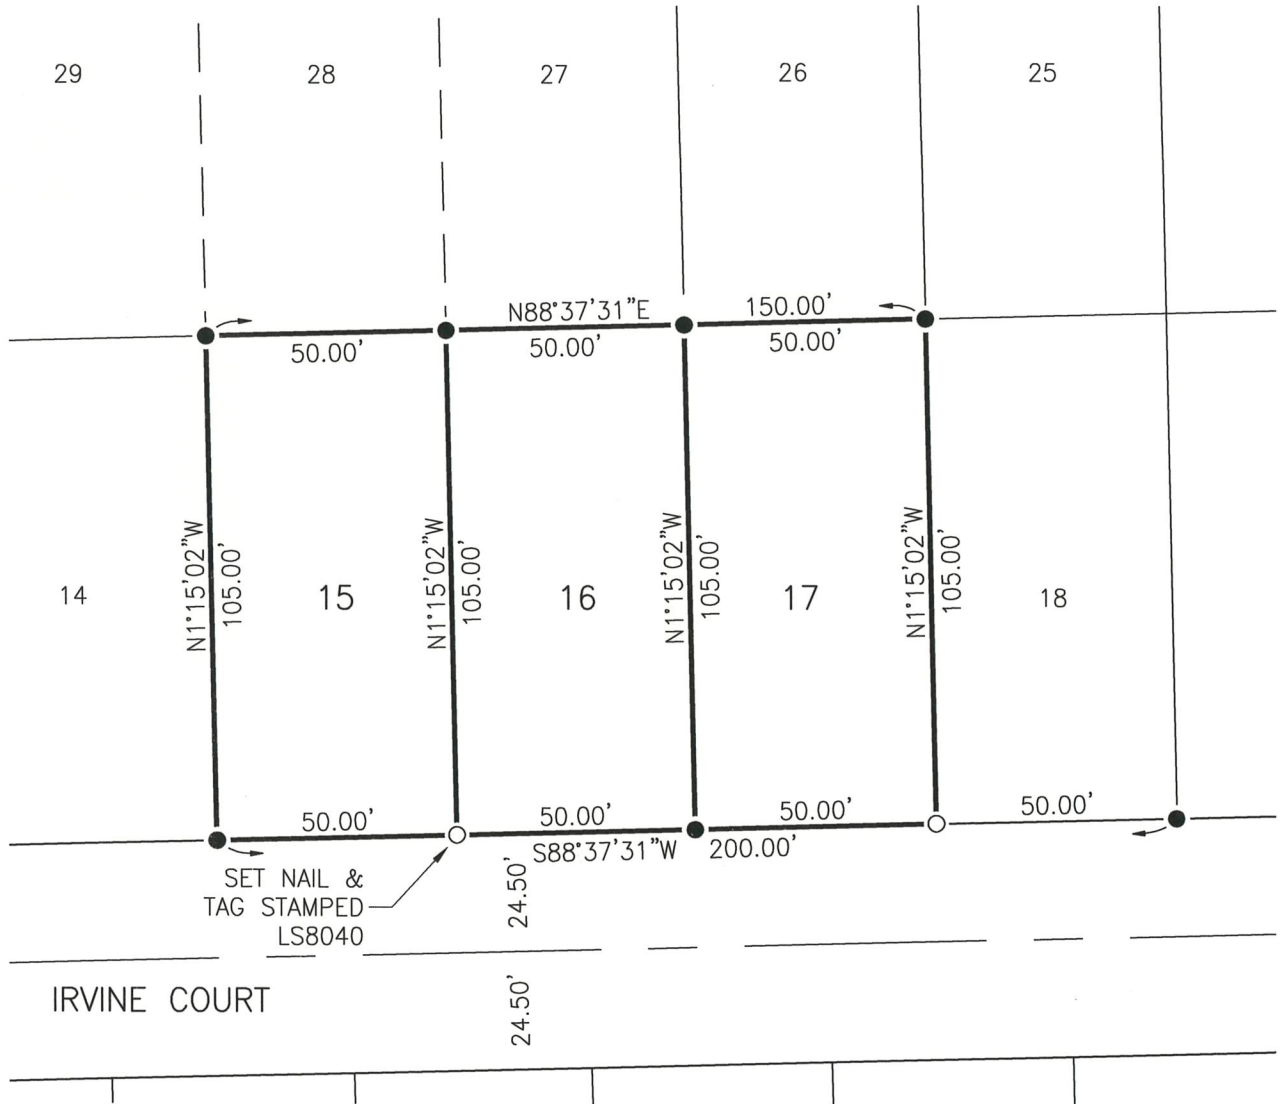 29
28
27
26
25
N88°37'31"E
150.00'
50.00'
50.00'
50.00'
N1°15'02"W
105.00'
N1°15'02"W
105.00'
N1°15'02"W
105.00'
N1°15'02"W
105.00'
14
15
16
17
18
50.00'
50.00'
50.00'
50.00'
S88°37'31"W
200.00'
SET NAIL &
TAG STAMPED
LS8040
24.50'
IRVINE COURT
24.50'